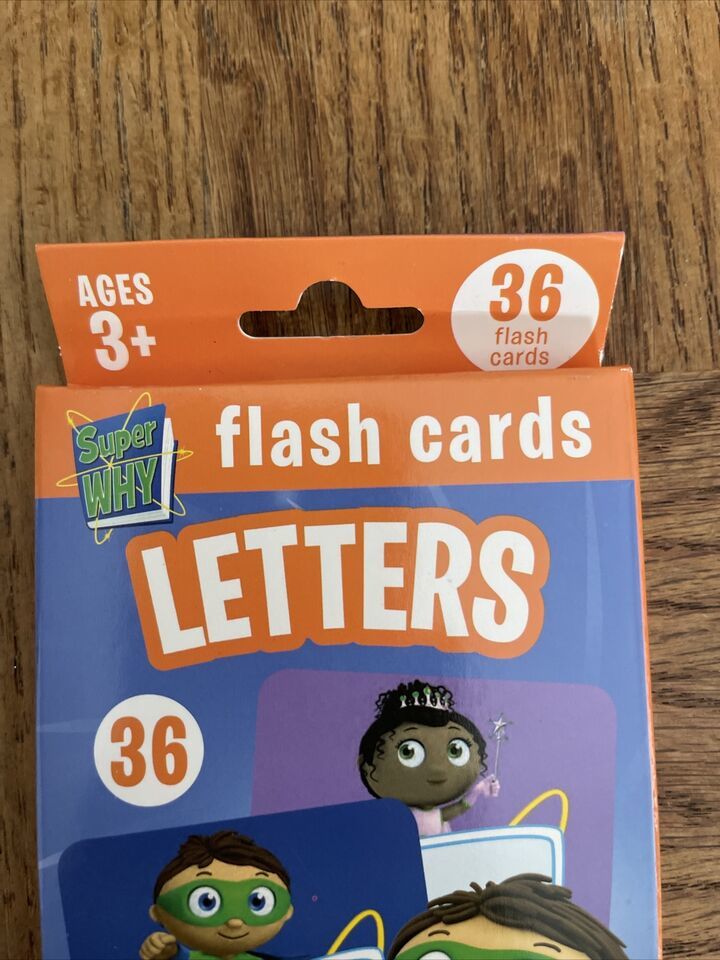 AGES
3+
36
flash
cards
Super
WHY
flash cards
LETTERS
36